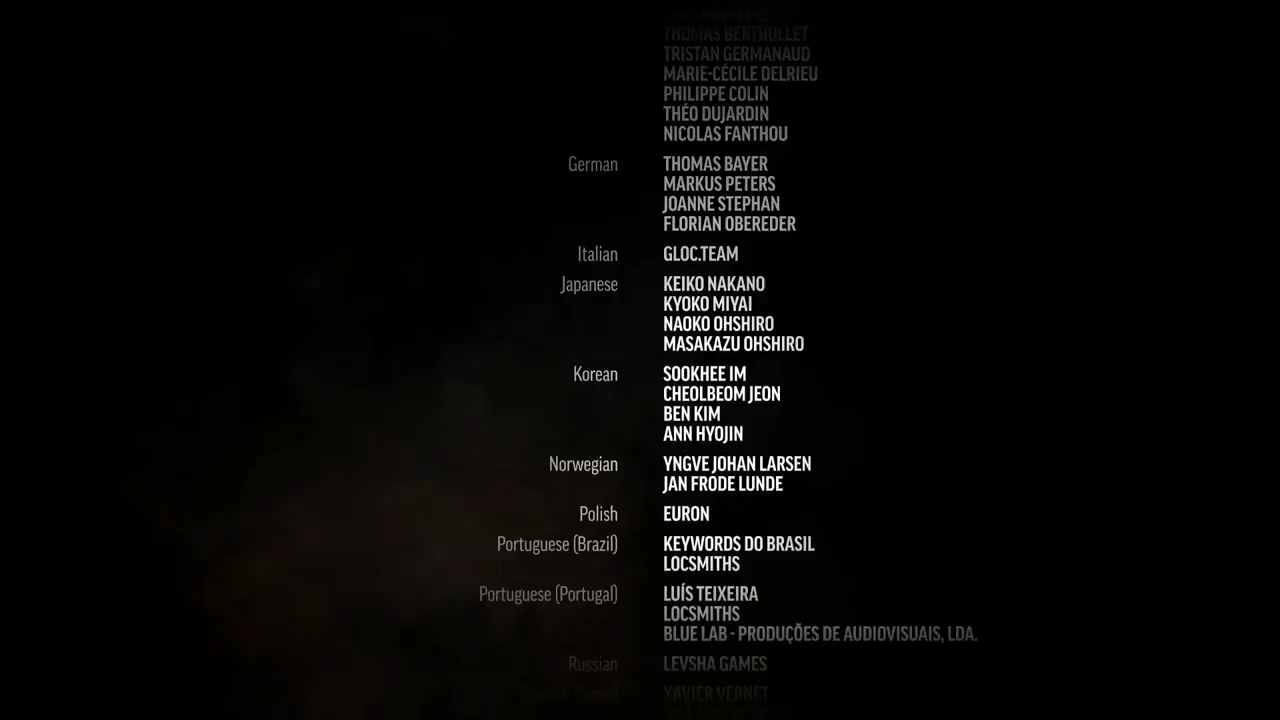 THOMAS BERTHOLLET
TRISTAN GERMANAUD
MARIE-CÉCILE DELRIEU
PHILIPPE COLIN
THÉO DUJARDIN
NICOLAS FANTHOU
German THOMAS BAYER
MARKUS PETERS
JOANNE STEPHAN
FLORIAN OBEREDER
Italian GLOC.TEAM
Japanese KEIKO NAKANO
KYOKO MIYAI
NAOKO OHSHIRO
MASAKAZU OHSHIRO
Korean SOOKHEE IM
CHEOLBEOM JEON
BEN KIM
ANN HYOJIN
Norwegian YNGVE JOHAN LARSEN
JAN FRODE LUNDE
Polish EURON
Portuguese (Brazil) KEYWORDS DO BRASIL
LOCSMITHS
Portuguese (Portugal) LUÍS TEIXEIRA
LOCSMITHS
BLUE LAB - PRODUÇÕES DE AUDIOVISUAIS, LDA.
Russian LEVSHA GAMES
XAVIER VERNET